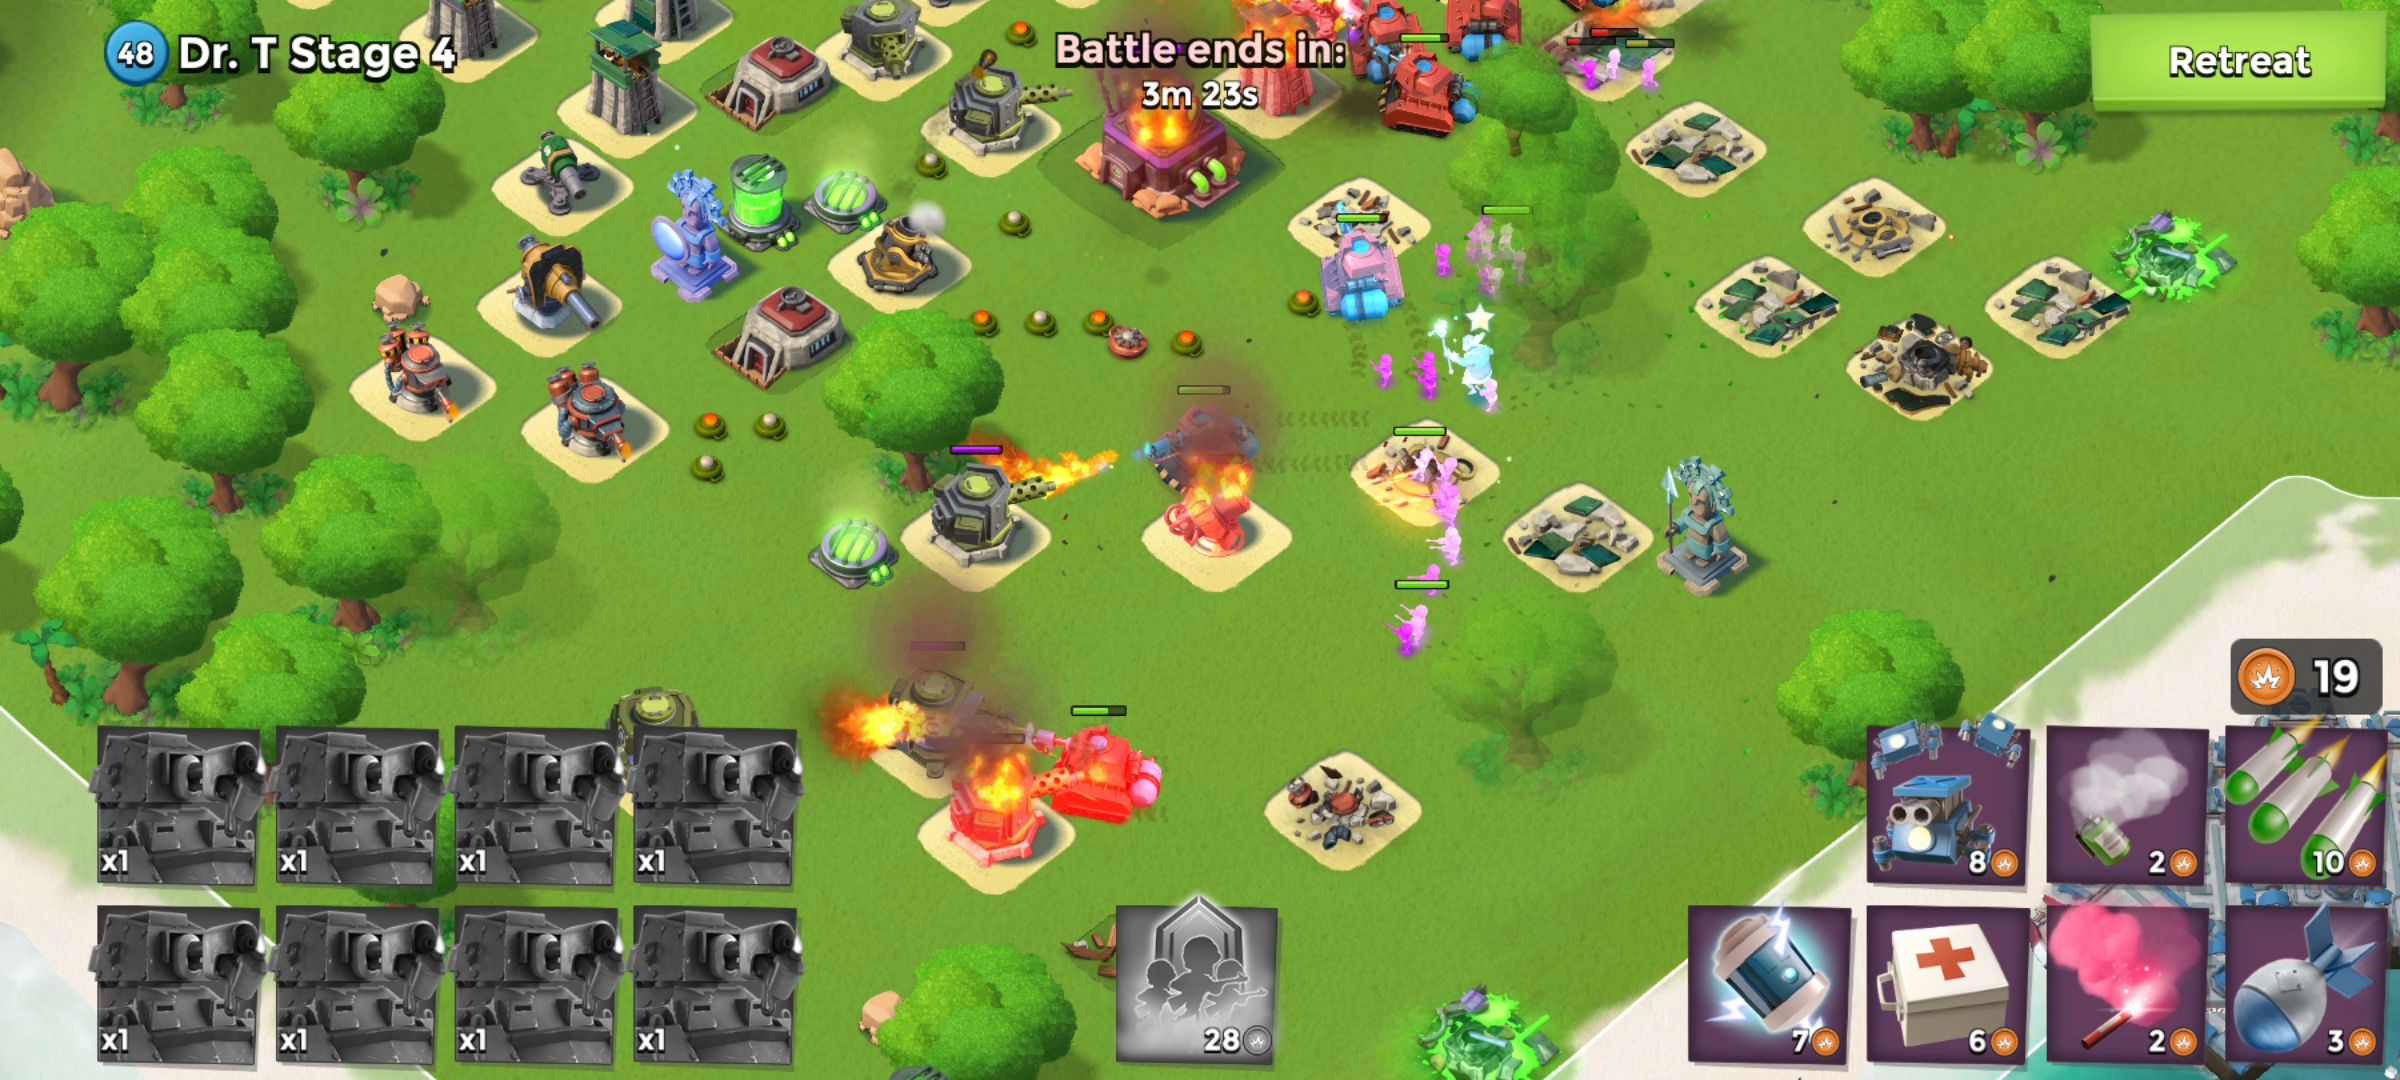 48 Dr. T Stage 4
Battle ends in:
3m 23s
Retreat
19
x1 x1 x1 x1
8 2 10
x1 x1 x1 x1
28
7 6 2 3